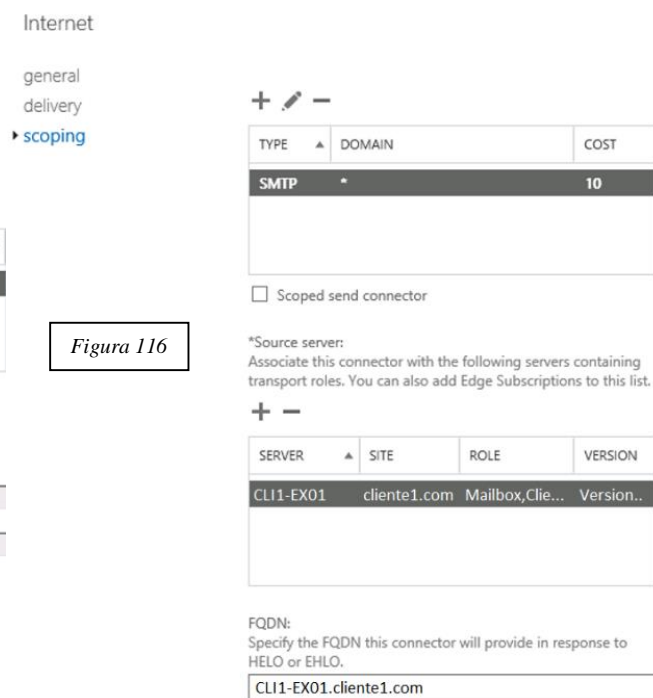 Internet
general
delivery
scoping
TYPE DOMAIN COST
SMTP * 10
Scoped send connector
Figura 116
*Source server:
Associate this connector with the following servers containing
transport roles. You can also add Edge Subscriptions to this list.
SERVER SITE ROLE VERSION
CLI1-EX01 cliente1.com Mailbox,Clie... Version..
FQDN:
Specify the FQDN this connector will provide in response to
HELO or EHLO.
CLI1-EX01.cliente1.com